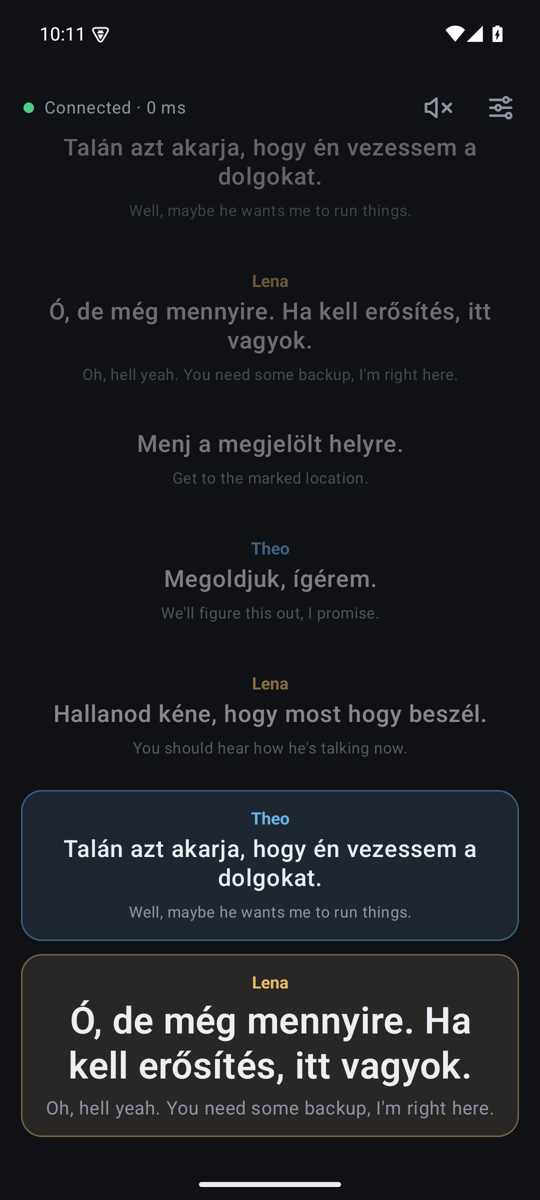 10:11
Connected · 0 ms
Talán azt akarja, hogy én vezessem a
dolgokat.
Well, maybe he wants me to run things.
Lena
Ó, de még mennyire. Ha kell erősítés, itt
vagyok.
Oh, hell yeah. You need some backup, I'm right here.
Menj a megjelölt helyre.
Get to the marked location.
Theo
Megoldjuk, ígérem.
We'll figure this out, I promise.
Lena
Hallanod kéne, hogy most hogy beszél.
You should hear how he's talking now.
Theo
Talán azt akarja, hogy én vezessem a
dolgokat.
Well, maybe he wants me to run things.
Lena
Ó, de még mennyire. Ha
kell erősítés, itt vagyok.
Oh, hell yeah. You need some backup, I'm right here.